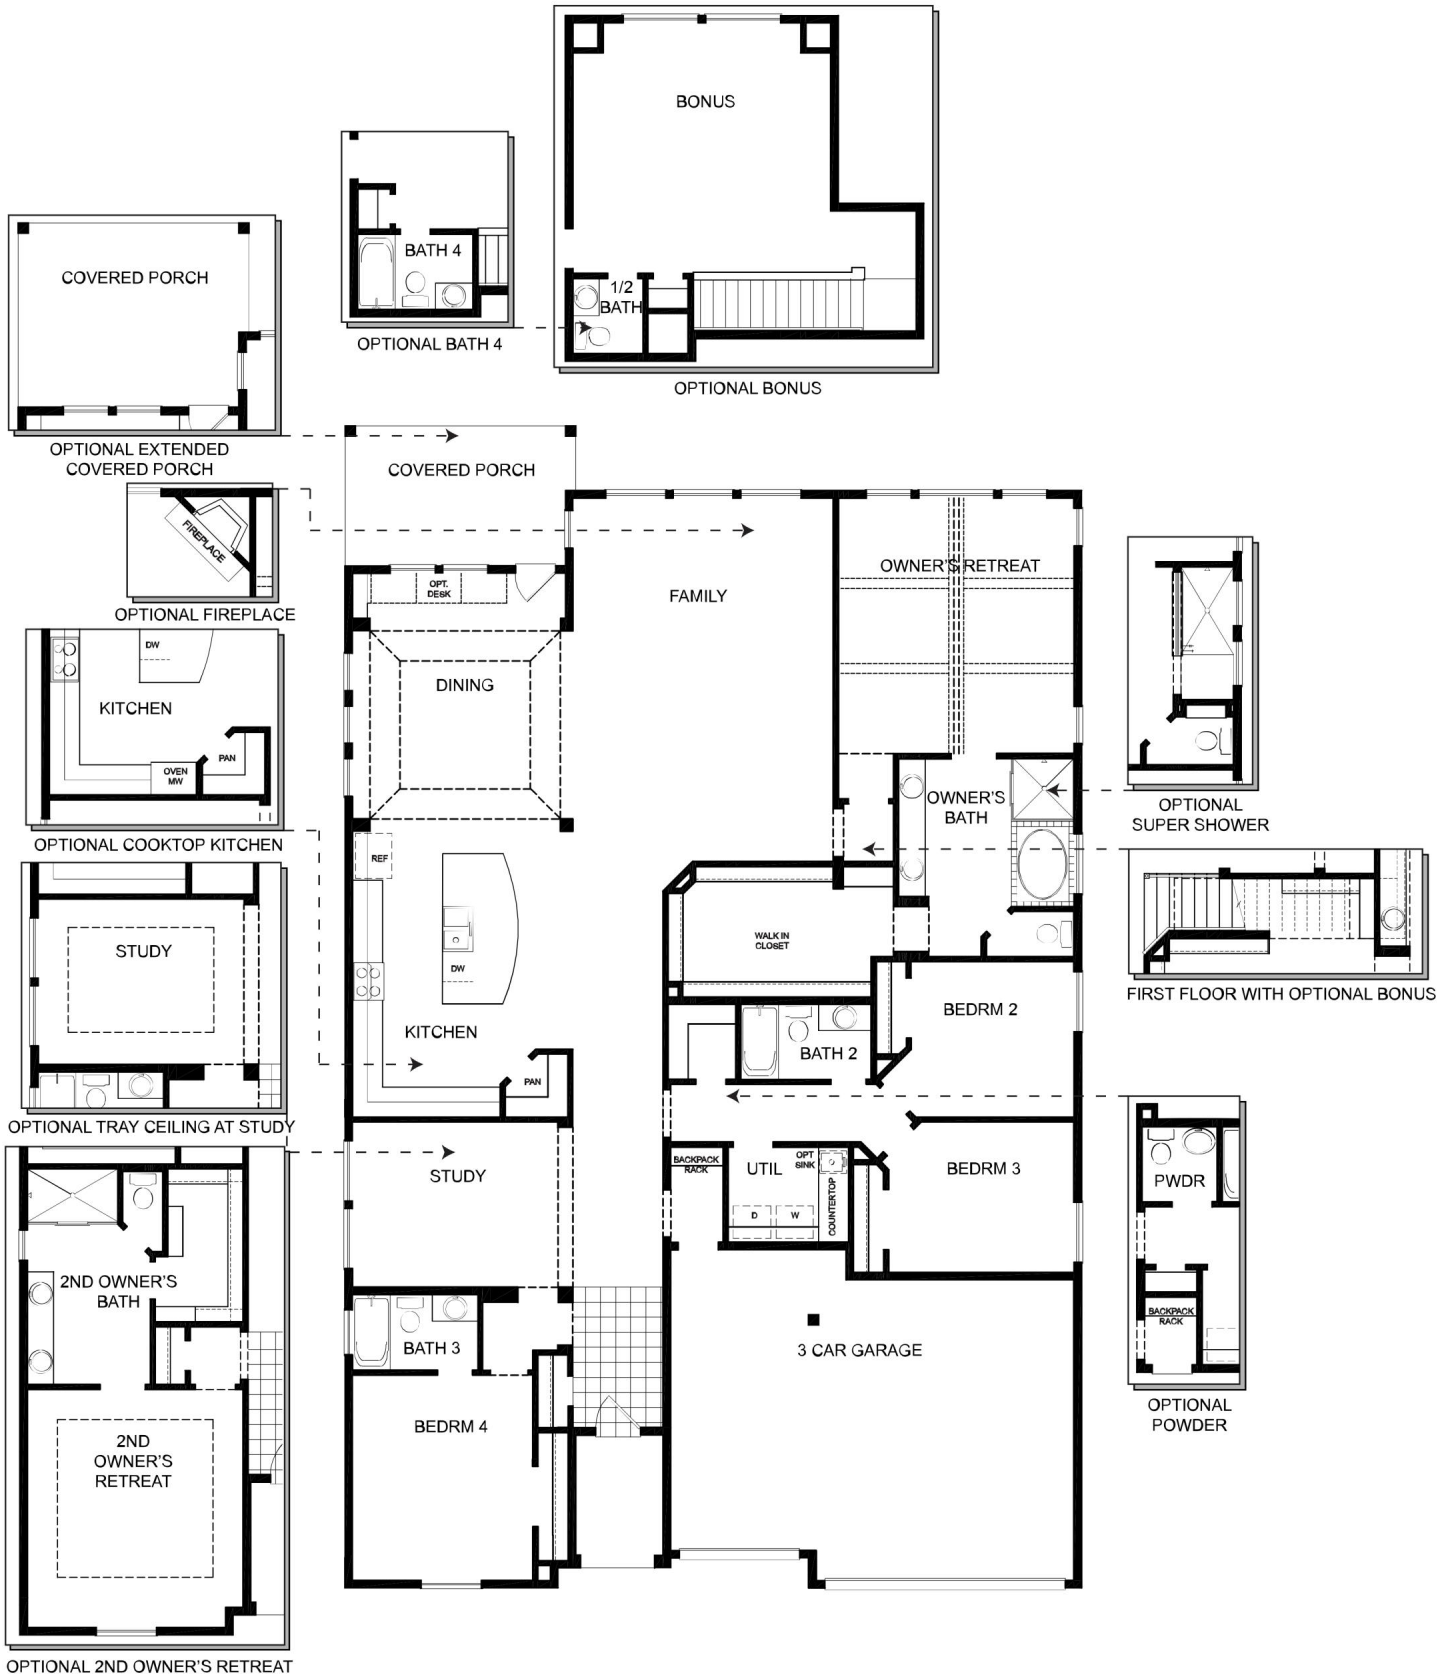 BONUS
1/2
BATH
OPTIONAL BONUS
BATH 4
OPTIONAL BATH 4
COVERED PORCH
OPTIONAL EXTENDED
COVERED PORCH
FIREPLACE
OPTIONAL FIREPLACE
DW
KITCHEN
PAN
OVEN
MW
OPTIONAL COOKTOP KITCHEN
STUDY
OPTIONAL TRAY CEILING AT STUDY
2ND OWNER'S
BATH
2ND
OWNER'S
RETREAT
OPTIONAL 2ND OWNER'S RETREAT
COVERED PORCH
OPT.
DESK
FAMILY
OWNER'S RETREAT
DINING
OWNER'S
BATH
REF
WALK IN
CLOSET
DW
KITCHEN
PAN
BEDRM 2
BATH 2
STUDY
BACKPACK
RACK
UTIL
OPT
SINK
D
W
COUNTERTOP
BEDRM 3
BATH 3
3 CAR GARAGE
BEDRM 4
OPTIONAL
SUPER SHOWER
FIRST FLOOR WITH OPTIONAL BONUS
PWDR
BACKPACK
RACK
OPTIONAL
POWDER